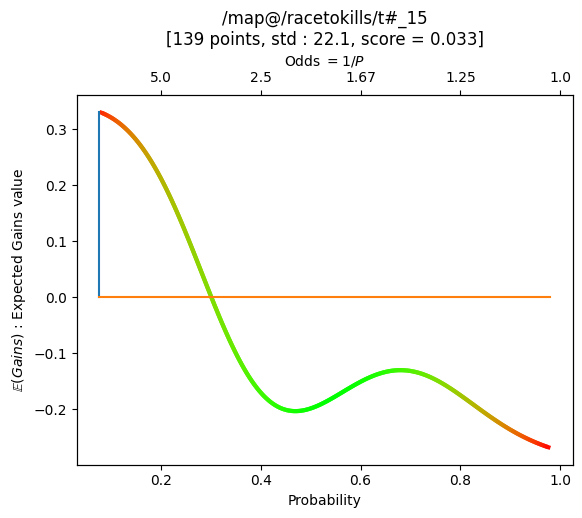 /map@/racetokills/t#_15
[139 points, std : 22.1, score = 0.033]
Odds = 1/P
5.0 2.5 1.67 1.25 1.0
0.3
0.2
0.1
0.0
−0.1
−0.2
𝔼(Gains) : Expected Gains value
0.2 0.4 0.6 0.8 1.0
Probability